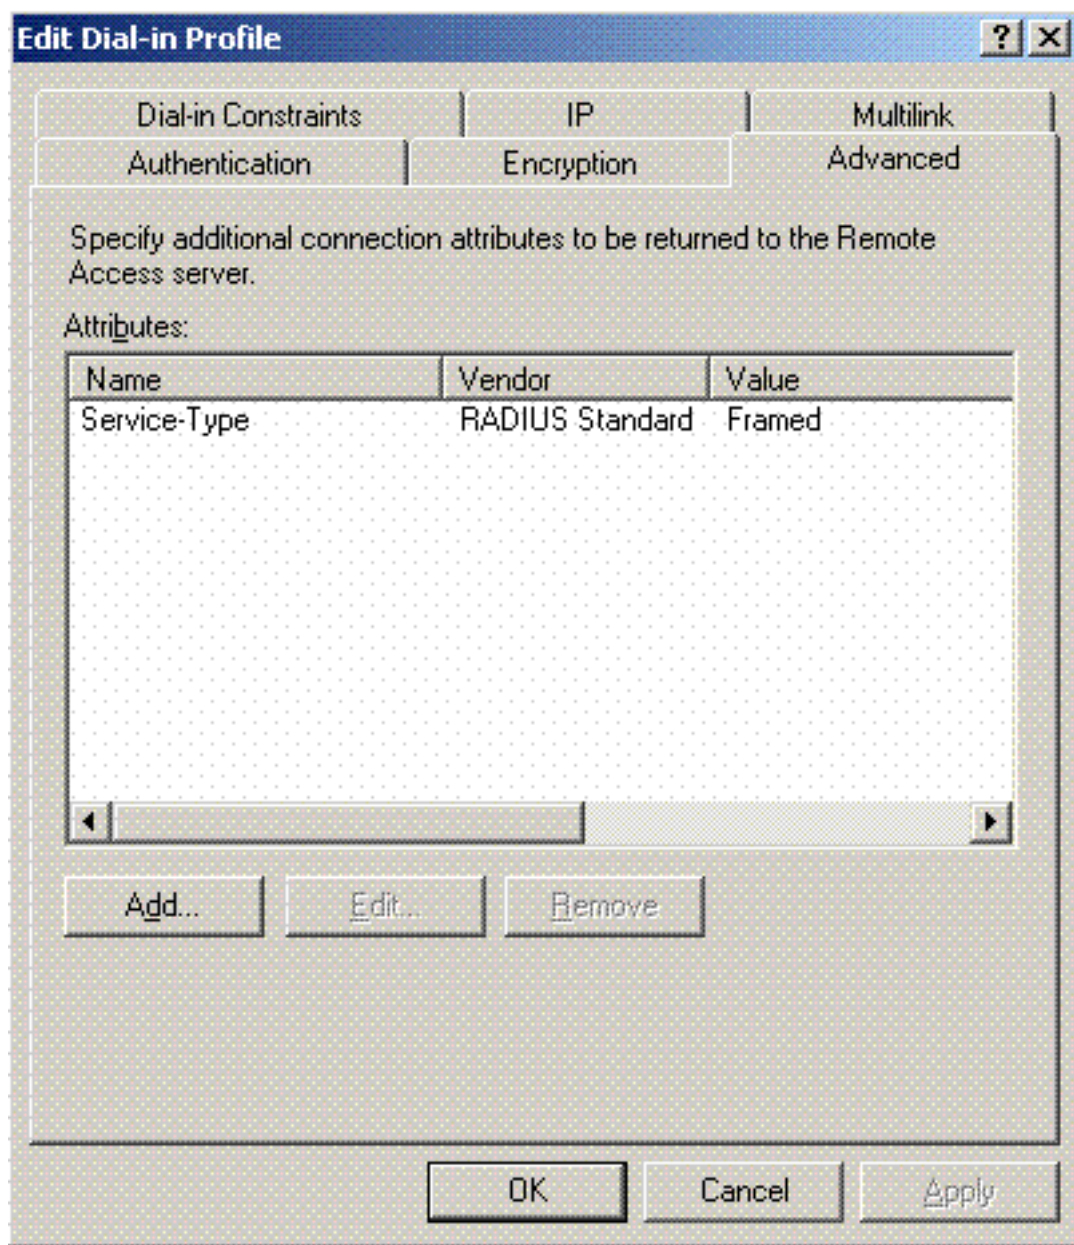 Edit Dial-in Profile
Dial-in Constraints IP Multilink
Authentication Encryption Advanced
Specify additional connection attributes to be returned to the Remote
Access server.
Attributes:
Name Vendor Value
Service-Type RADIUS Standard Framed
Add... Edit... Remove
OK Cancel Apply